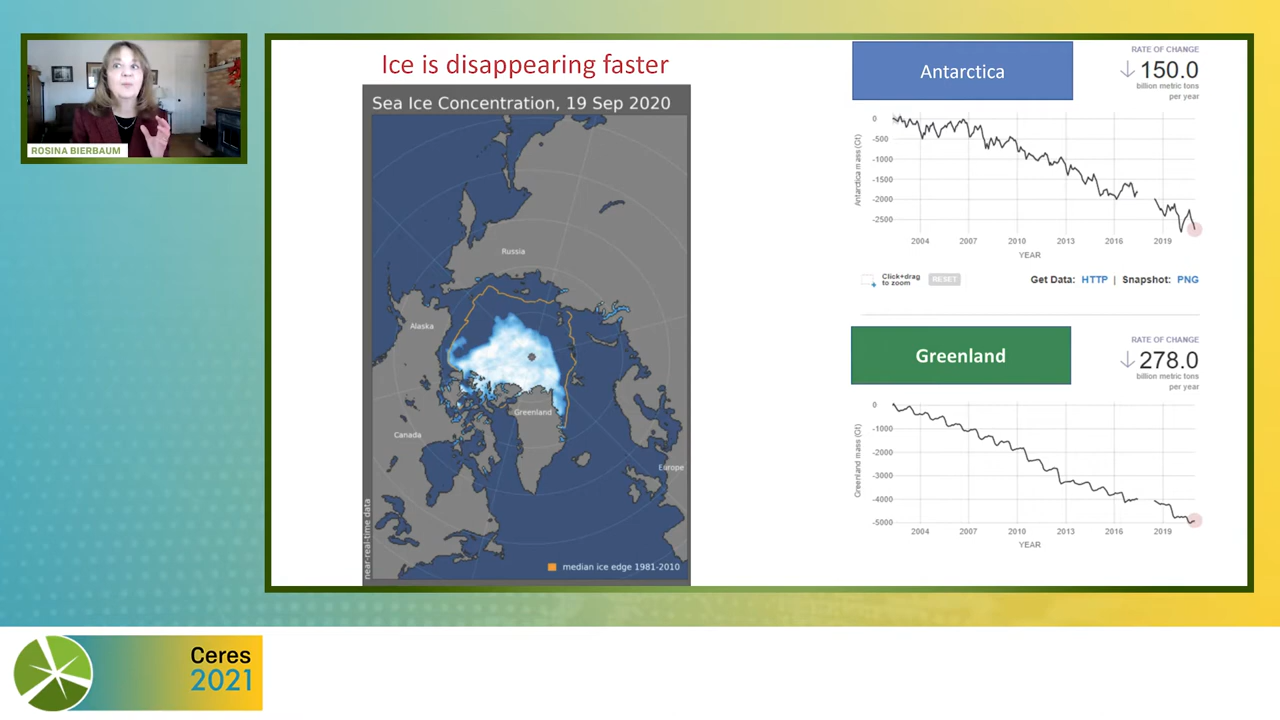 ROSINA BIERBAUM
Ice is disappearing faster
Sea Ice Concentration, 19 Sep 2020
Russia
Alaska
Greenland
Canada
Europe
near-real-time data
median ice edge 1981-2010
Antarctica
RATE OF CHANGE
150.0
billion metric tons
per year
Antarctica mass (Gt)
0
-500
-1000
-1500
-2000
-2500
2004 2007 2010 2013 2016 2019
YEAR
Click+drag
to zoom
RESET
Get Data: HTTP | Snapshot: PNG
Greenland
RATE OF CHANGE
278.0
billion metric tons
per year
Greenland mass (Gt)
0
-1000
-2000
-3000
-4000
-5000
2004 2007 2010 2013 2016 2019
YEAR
Ceres
2021